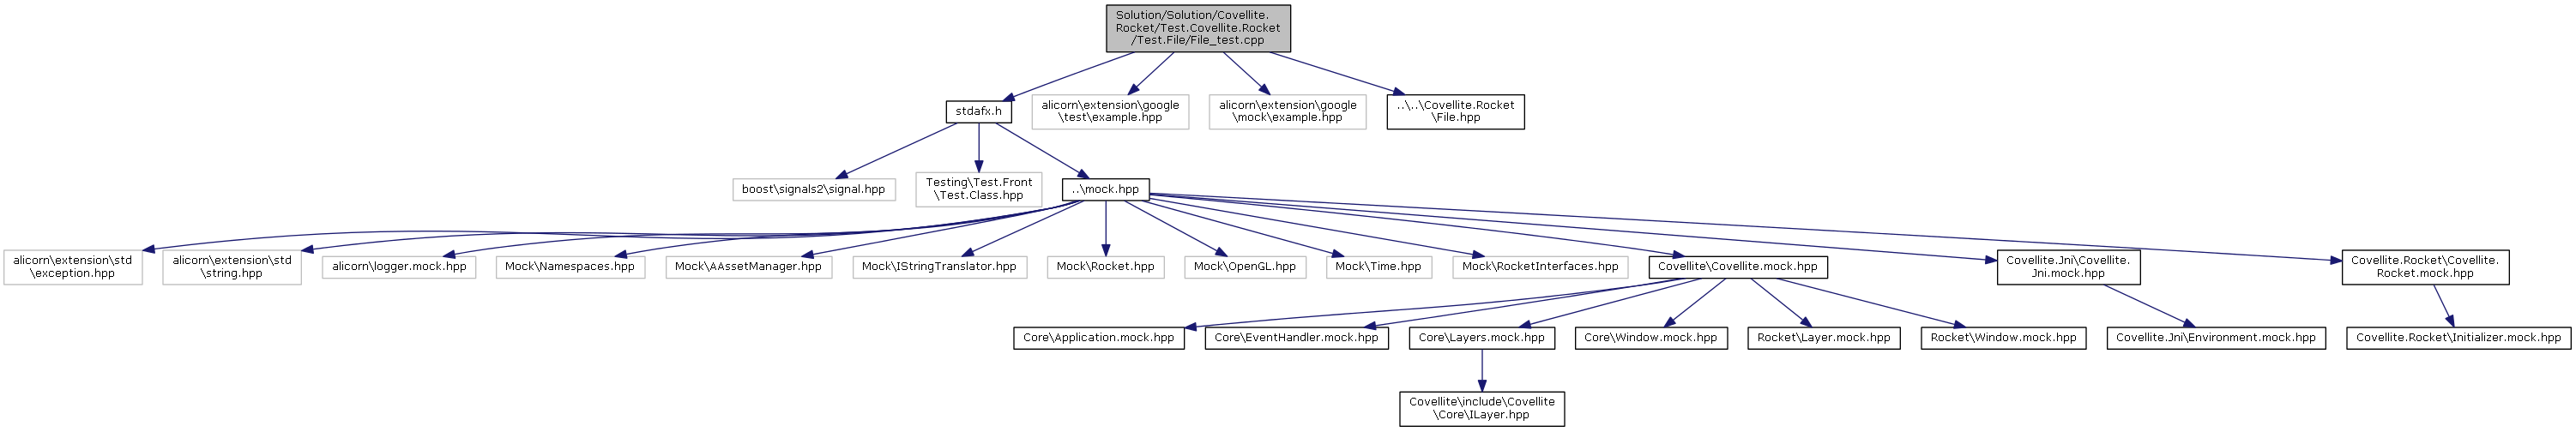 Solution/Solution/Covellite.
Rocket/Test.Covellite.Rocket
/Test.File/File_test.cpp
stdafx.h
alicorn\extension\google
\test\example.hpp
alicorn\extension\google
\mock\example.hpp
..\..\Covellite.Rocket
\File.hpp
boost\signals2\signal.hpp
Testing\Test.Front
\Test.Class.hpp
..\mock.hpp
alicorn\extension\std
\exception.hpp
alicorn\extension\std
\string.hpp
alicorn\logger.mock.hpp
Mock\Namespaces.hpp
Mock\AAssetManager.hpp
Mock\IStringTranslator.hpp
Mock\Rocket.hpp
Mock\OpenGL.hpp
Mock\Time.hpp
Mock\RocketInterfaces.hpp
Covellite\Covellite.mock.hpp
Covellite.Jni\Covellite.
Jni.mock.hpp
Covellite.Rocket\Covellite.
Rocket.mock.hpp
Core\Application.mock.hpp
Core\EventHandler.mock.hpp
Core\Layers.mock.hpp
Core\Window.mock.hpp
Rocket\Layer.mock.hpp
Rocket\Window.mock.hpp
Covellite.Jni\Environment.mock.hpp
Covellite.Rocket\Initializer.mock.hpp
Covellite\include\Covellite
\Core\ILayer.hpp